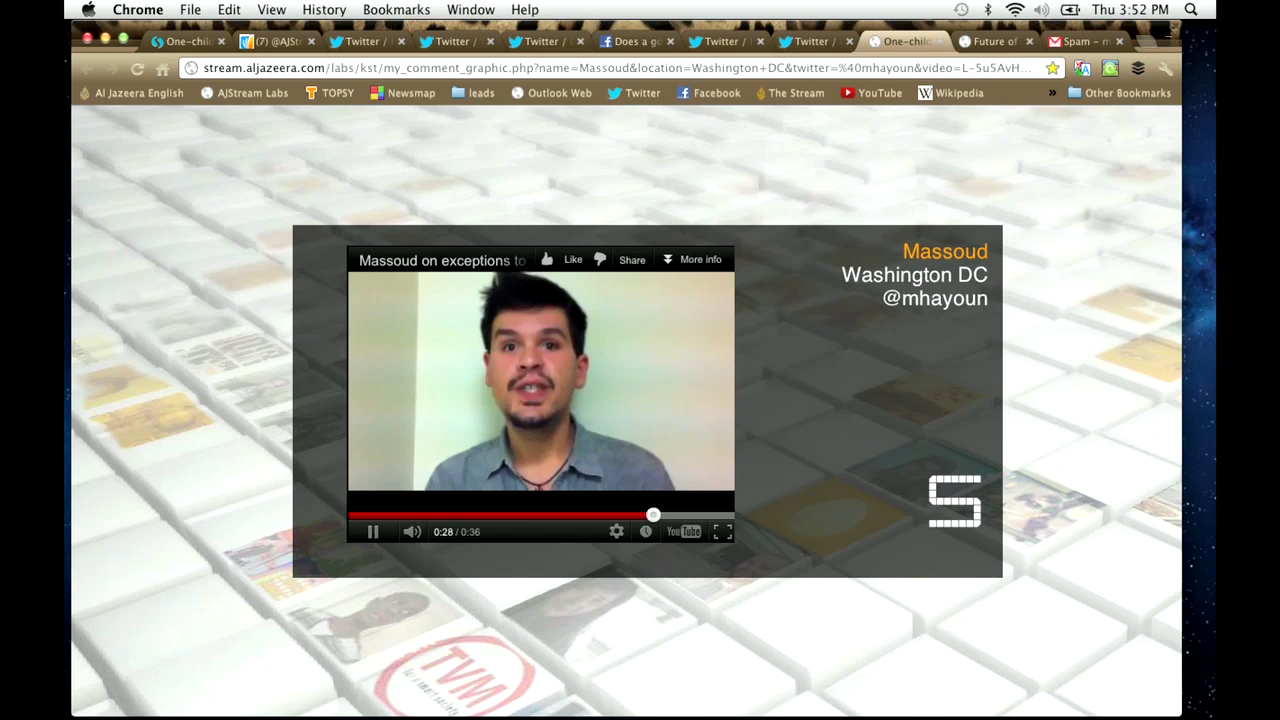 Chrome File Edit View History Bookmarks Window Help Thu 3:52 PM
One-chil (7) @AJStr Twitter / Twitter / Twitter / Does a go Twitter / Twitter / One-chil Future of Spam – m
stream.aljazeera.com/labs/kst/my_comment_graphic.php?name=Massoud&location=Washington+DC&twitter=%40mhayoun&video=L-5u5AvH...
Al Jazeera English AJStream Labs TOPSY Newsmap leads Outlook Web Twitter Facebook The Stream YouTube Wikipedia » Other Bookmarks
Massoud on exceptions to Like Share More info
Massoud
Washington DC
@mhayoun
S
0:28 / 0:36 YouTube
TVM